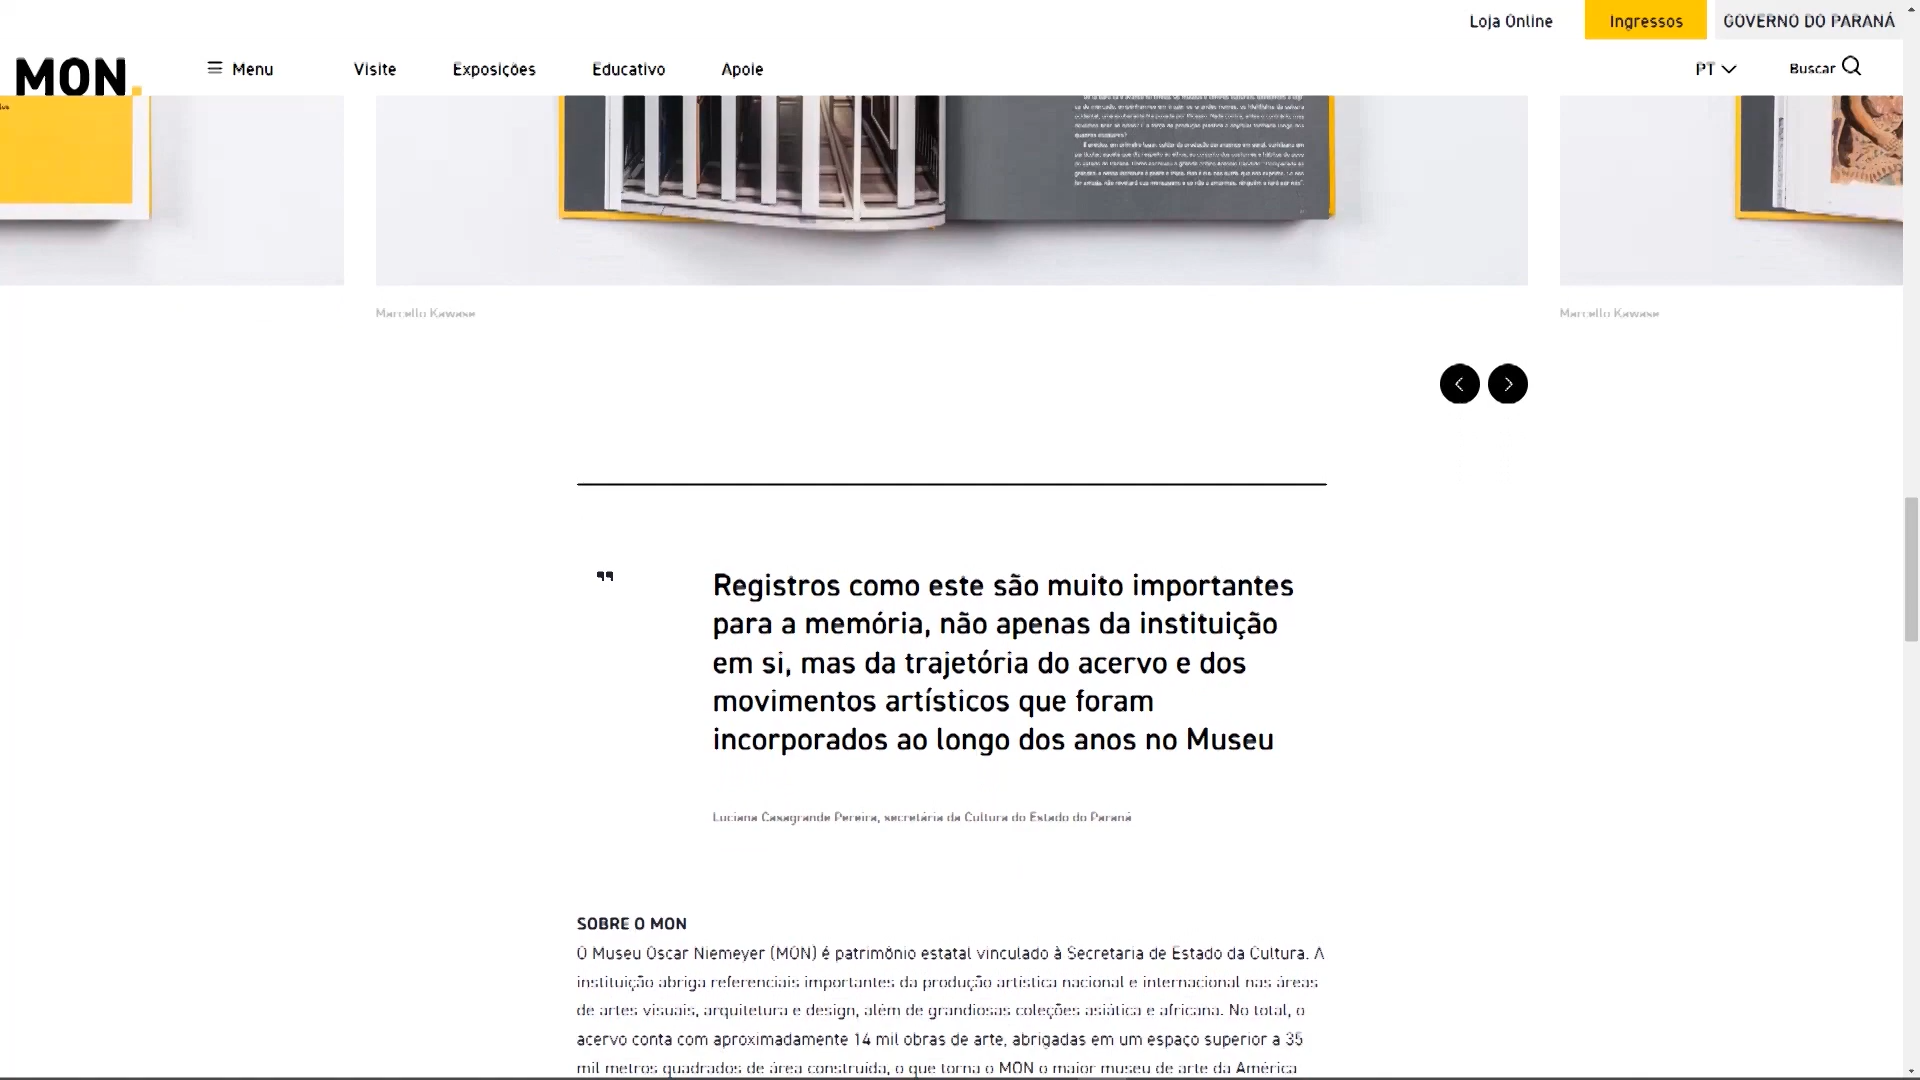 Loja Online
Ingressos
GOVERNO DO PARANÁ
MON.
Menu
Visite
Exposições
Educativo
Apoie
PT
Buscar
Marcello Kawase
Marcello Kawase
"
Registros como este são muito importantes
para a memória, não apenas da instituição
em si, mas da trajetória do acervo e dos
movimentos artísticos que foram
incorporados ao longo dos anos no Museu
Luciana Casagrande Pereira, secretária da Cultura do Estado do Paraná
SOBRE O MON
O Museu Oscar Niemeyer (MON) é patrimônio estatal vinculado à Secretaria de Estado da Cultura. A
instituição abriga referenciais importantes da produção artística nacional e internacional nas áreas
de artes visuais, arquitetura e design, além de grandiosas coleções asiática e africana. No total, o
acervo conta com aproximadamente 14 mil obras de arte, abrigadas em um espaço superior a 35
mil metros quadrados de área construída, o que torna o MON o maior museu de arte da América